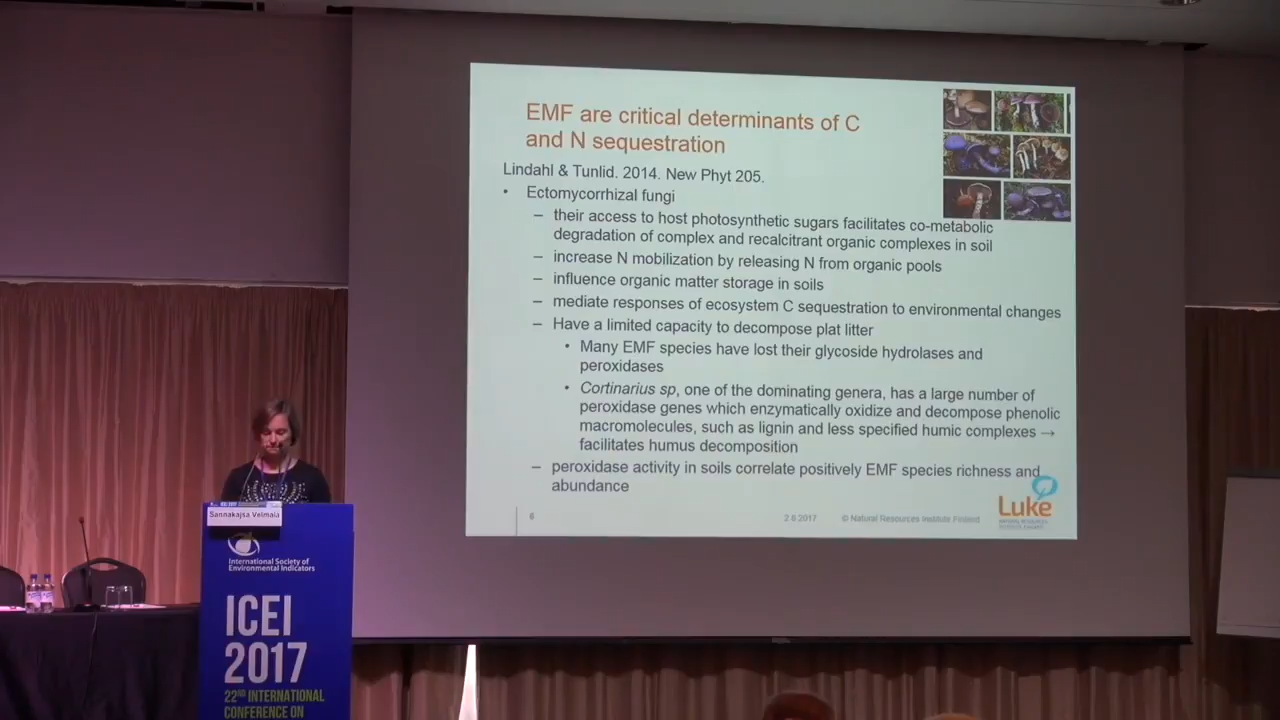 EMF are critical determinants of C
and N sequestration
Lindahl & Tunlid. 2014. New Phyt 205.
• Ectomycorrhizal fungi
– their access to host photosynthetic sugars facilitates co-metabolic
degradation of complex and recalcitrant organic complexes in soil
– increase N mobilization by releasing N from organic pools
– influence organic matter storage in soils
– mediate responses of ecosystem C sequestration to environmental changes
– Have a limited capacity to decompose plat litter
• Many EMF species have lost their glycoside hydrolases and
peroxidases
• Cortinarius sp, one of the dominating genera, has a large number of
peroxidase genes which enzymatically oxidize and decompose phenolic
macromolecules, such as lignin and less specified humic complexes →
facilitates humus decomposition
– peroxidase activity in soils correlate positively EMF species richness and
abundance
6
2.8.2017
© Natural Resources Institute Finland
Luke
NATURAL RESOURCES
INSTITUTE FINLAND
Sannakajsa Velmala
International Society of
Environmental Indicators
ICEI
2017
22ND INTERNATIONAL
CONFERENCE ON